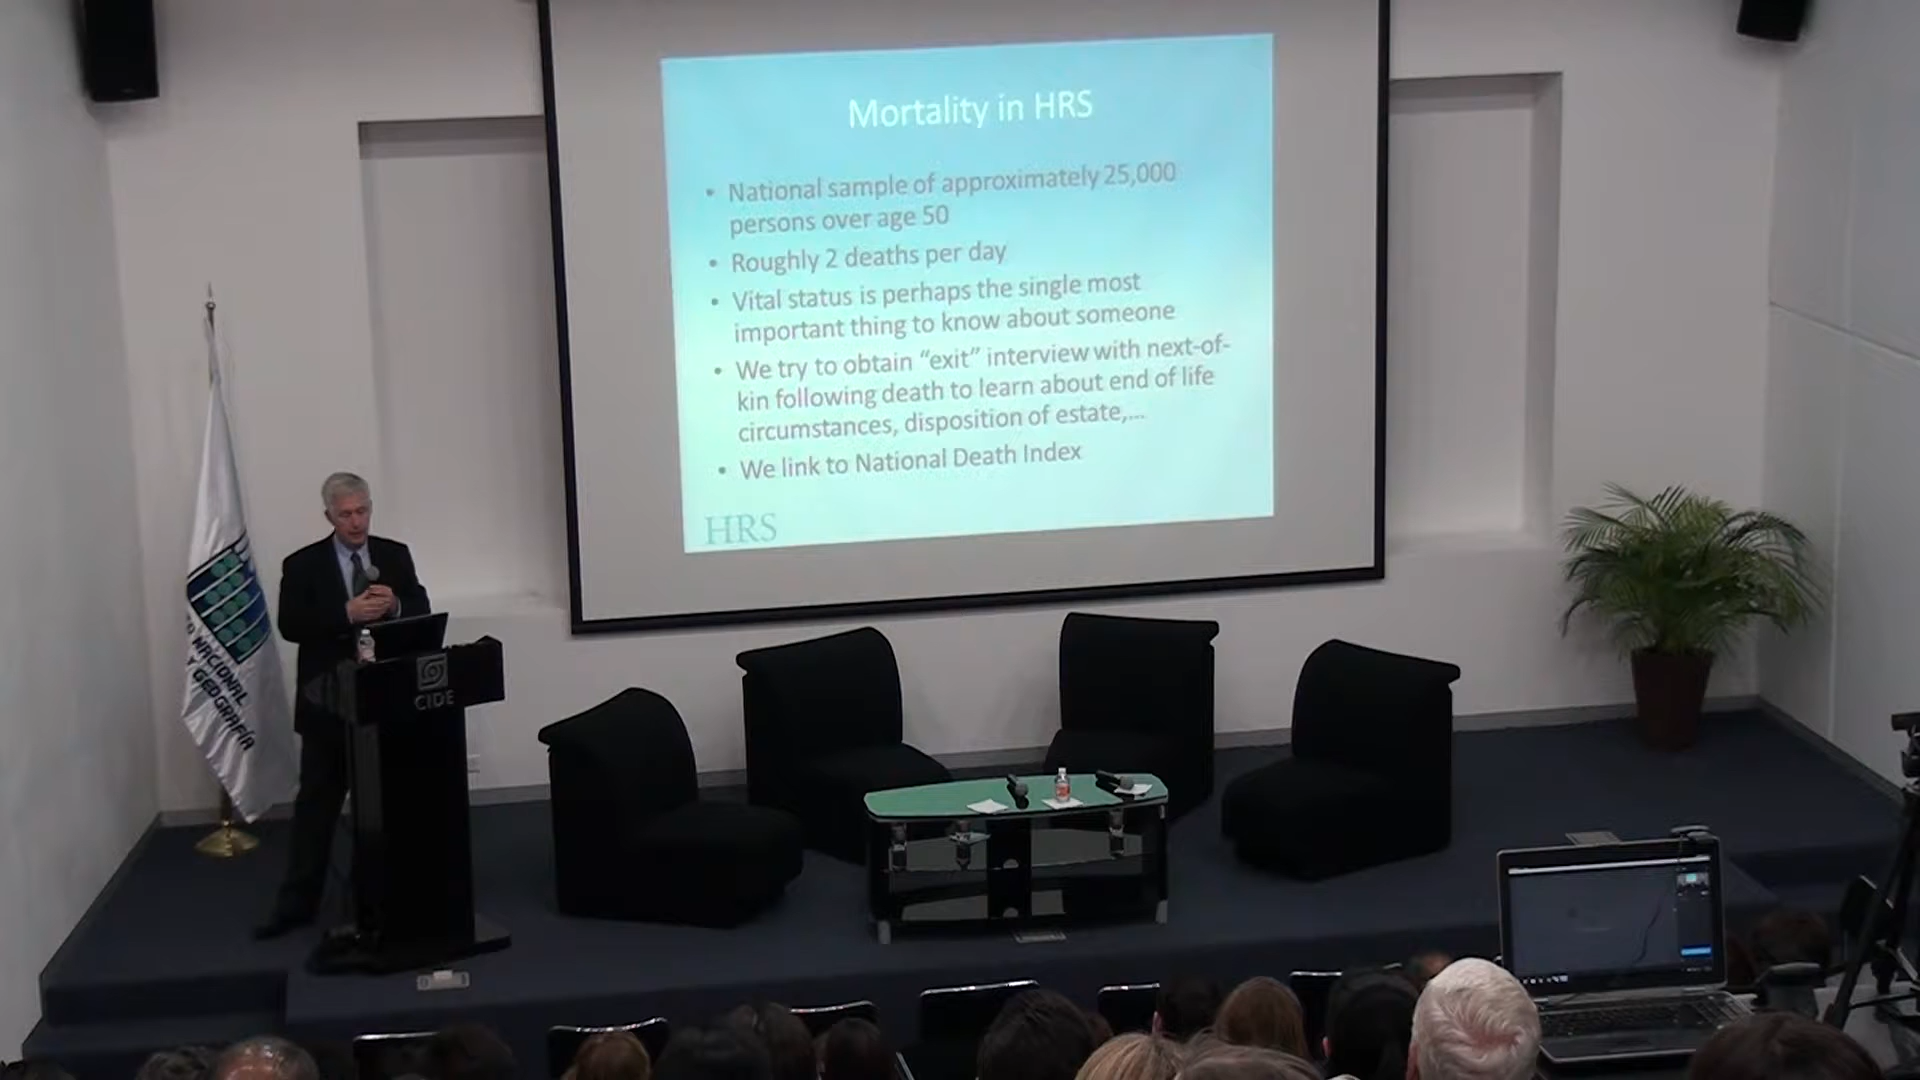 Mortality in HRS
• National sample of approximately 25,000
persons over age 50
• Roughly 2 deaths per day
• Vital status is perhaps the single most
important thing to know about someone
• We try to obtain “exit” interview with next-of-
kin following death to learn about end of life
circumstances, disposition of estate,...
• We link to National Death Index
HRS
NACIONAL
Y GEOGRAFÍA
CIDE